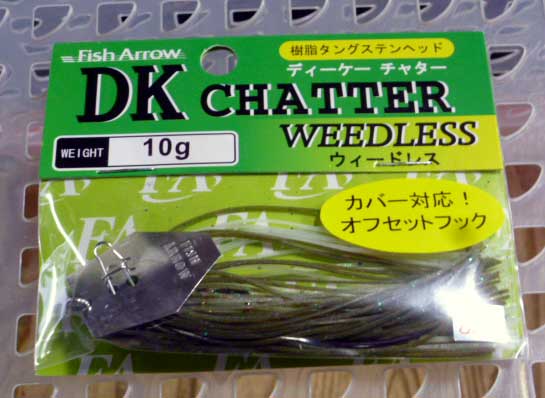 Fish Arrow
樹脂タングステンヘッド
ディーケー チャター
DK CHATTER
WEEDLESS
WEIGHT 10g
ウィードレス
カバー対応！
オフセットフック
FISH
ARROW